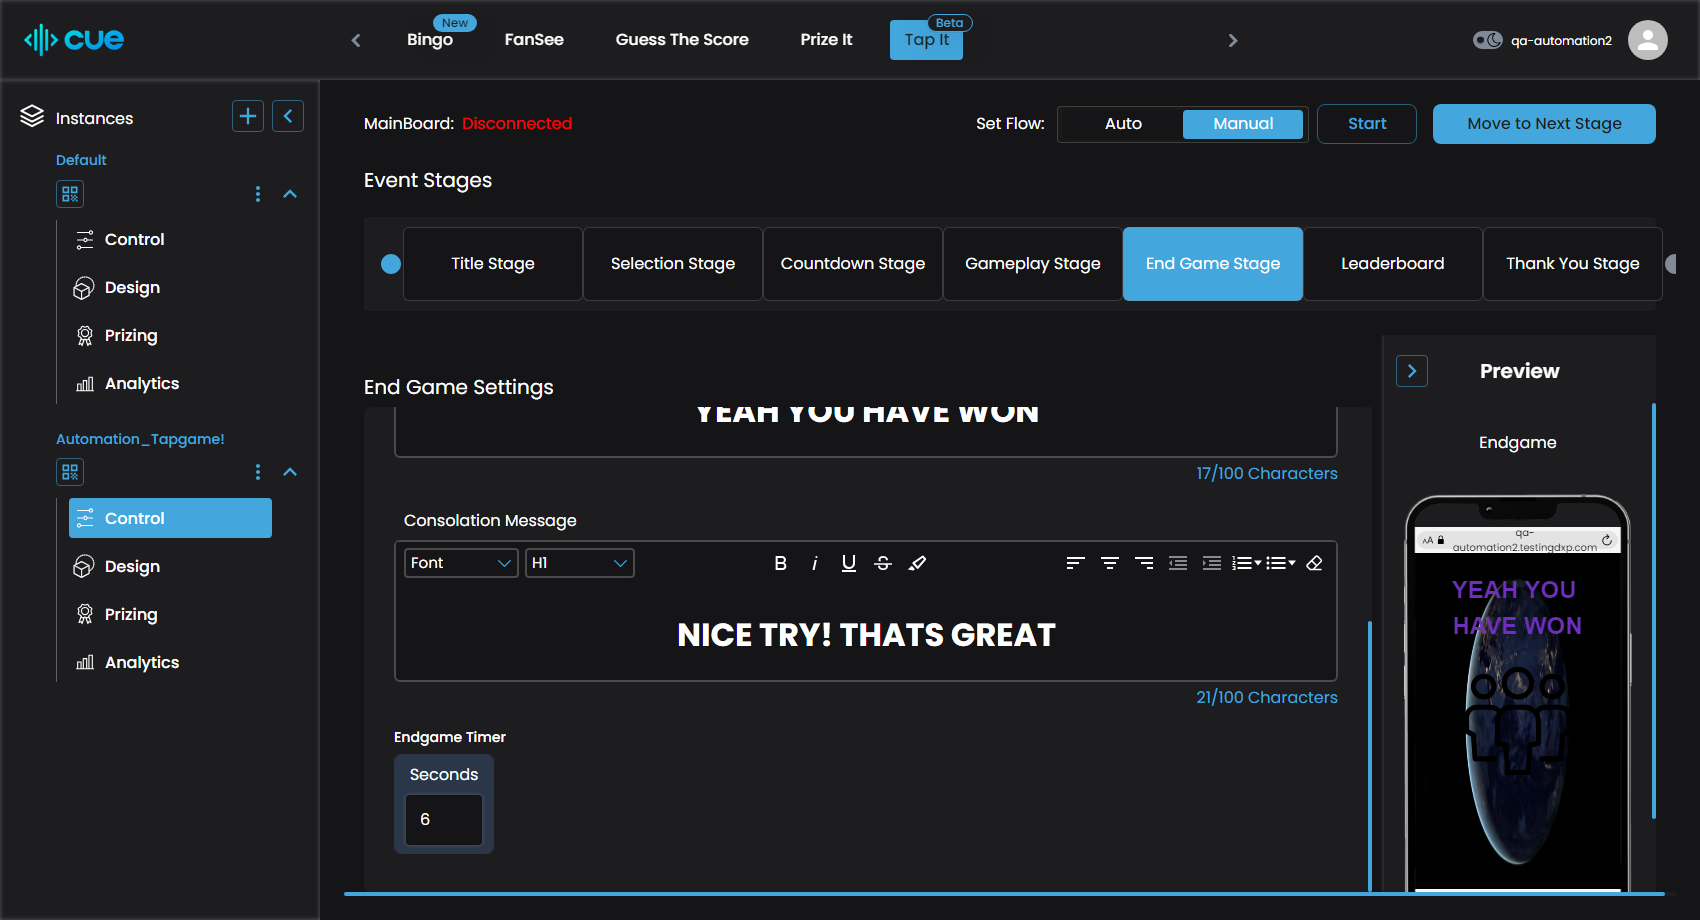 cue
New
Bingo
FanSee
Guess The Score
Prize It
Beta
Tap It
qa-automation2
Instances
Default
Control
Design
Prizing
Analytics
Automation_Tapgame!
Control
Design
Prizing
Analytics
MainBoard: Disconnected
Set Flow:
Auto
Manual
Start
Move to Next Stage
Event Stages
Title Stage
Selection Stage
Countdown Stage
Gameplay Stage
End Game Stage
Leaderboard
Thank You Stage
End Game Settings
YEAH YOU HAVE WON
17/100 Characters
Consolation Message
Font
H1
B
i
U
S
NICE TRY! THATS GREAT
21/100 Characters
Endgame Timer
Seconds
6
Preview
Endgame
AA
qa-
automation2.testingdxp.com
YEAH YOU
HAVE WON